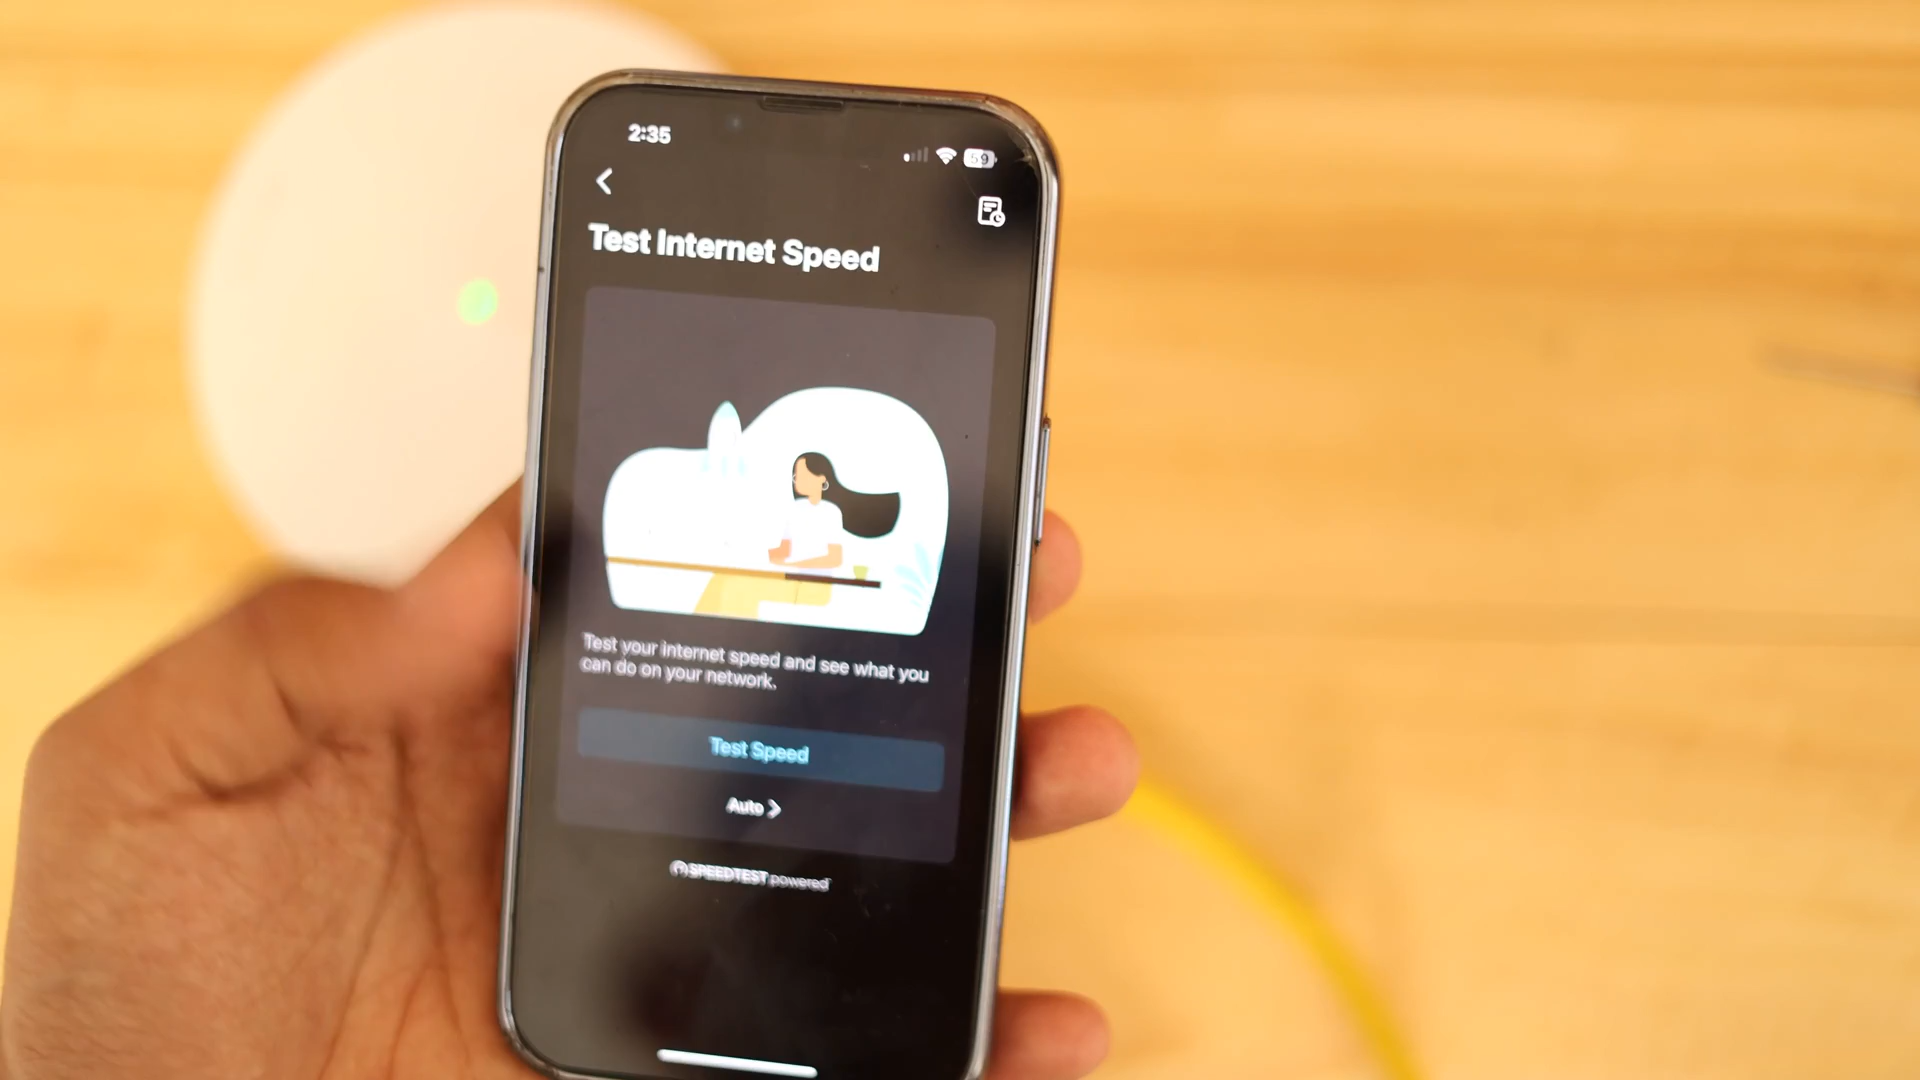 2:35
59
Test Internet Speed
Test your internet speed and see what you
can do on your network.
Test Speed
Auto
SPEEDTEST powered